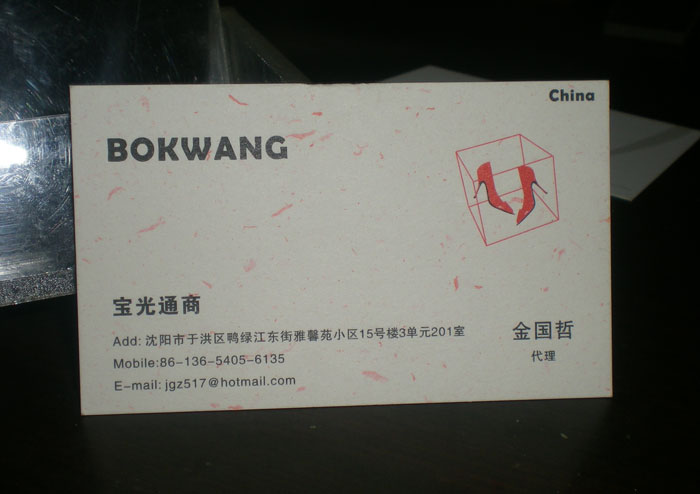 China
BOKWANG
宝光通商
Add: 沈阳市于洪区鸭绿江东街雅馨苑小区15号楼3单元201室
Mobile:86-136-5405-6135
E-mail: jgz517@hotmail.com
金国哲
代理